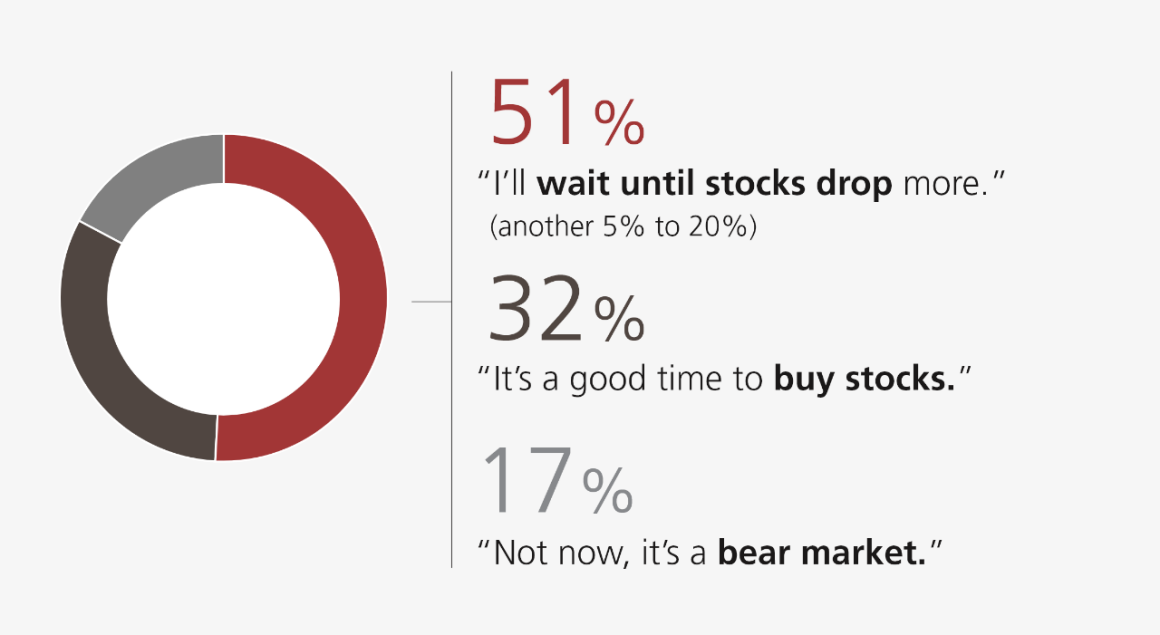 51%
“I’ll wait until stocks drop more.”
(another 5% to 20%)
32%
“It’s a good time to buy stocks.”
17%
“Not now, it’s a bear market.”